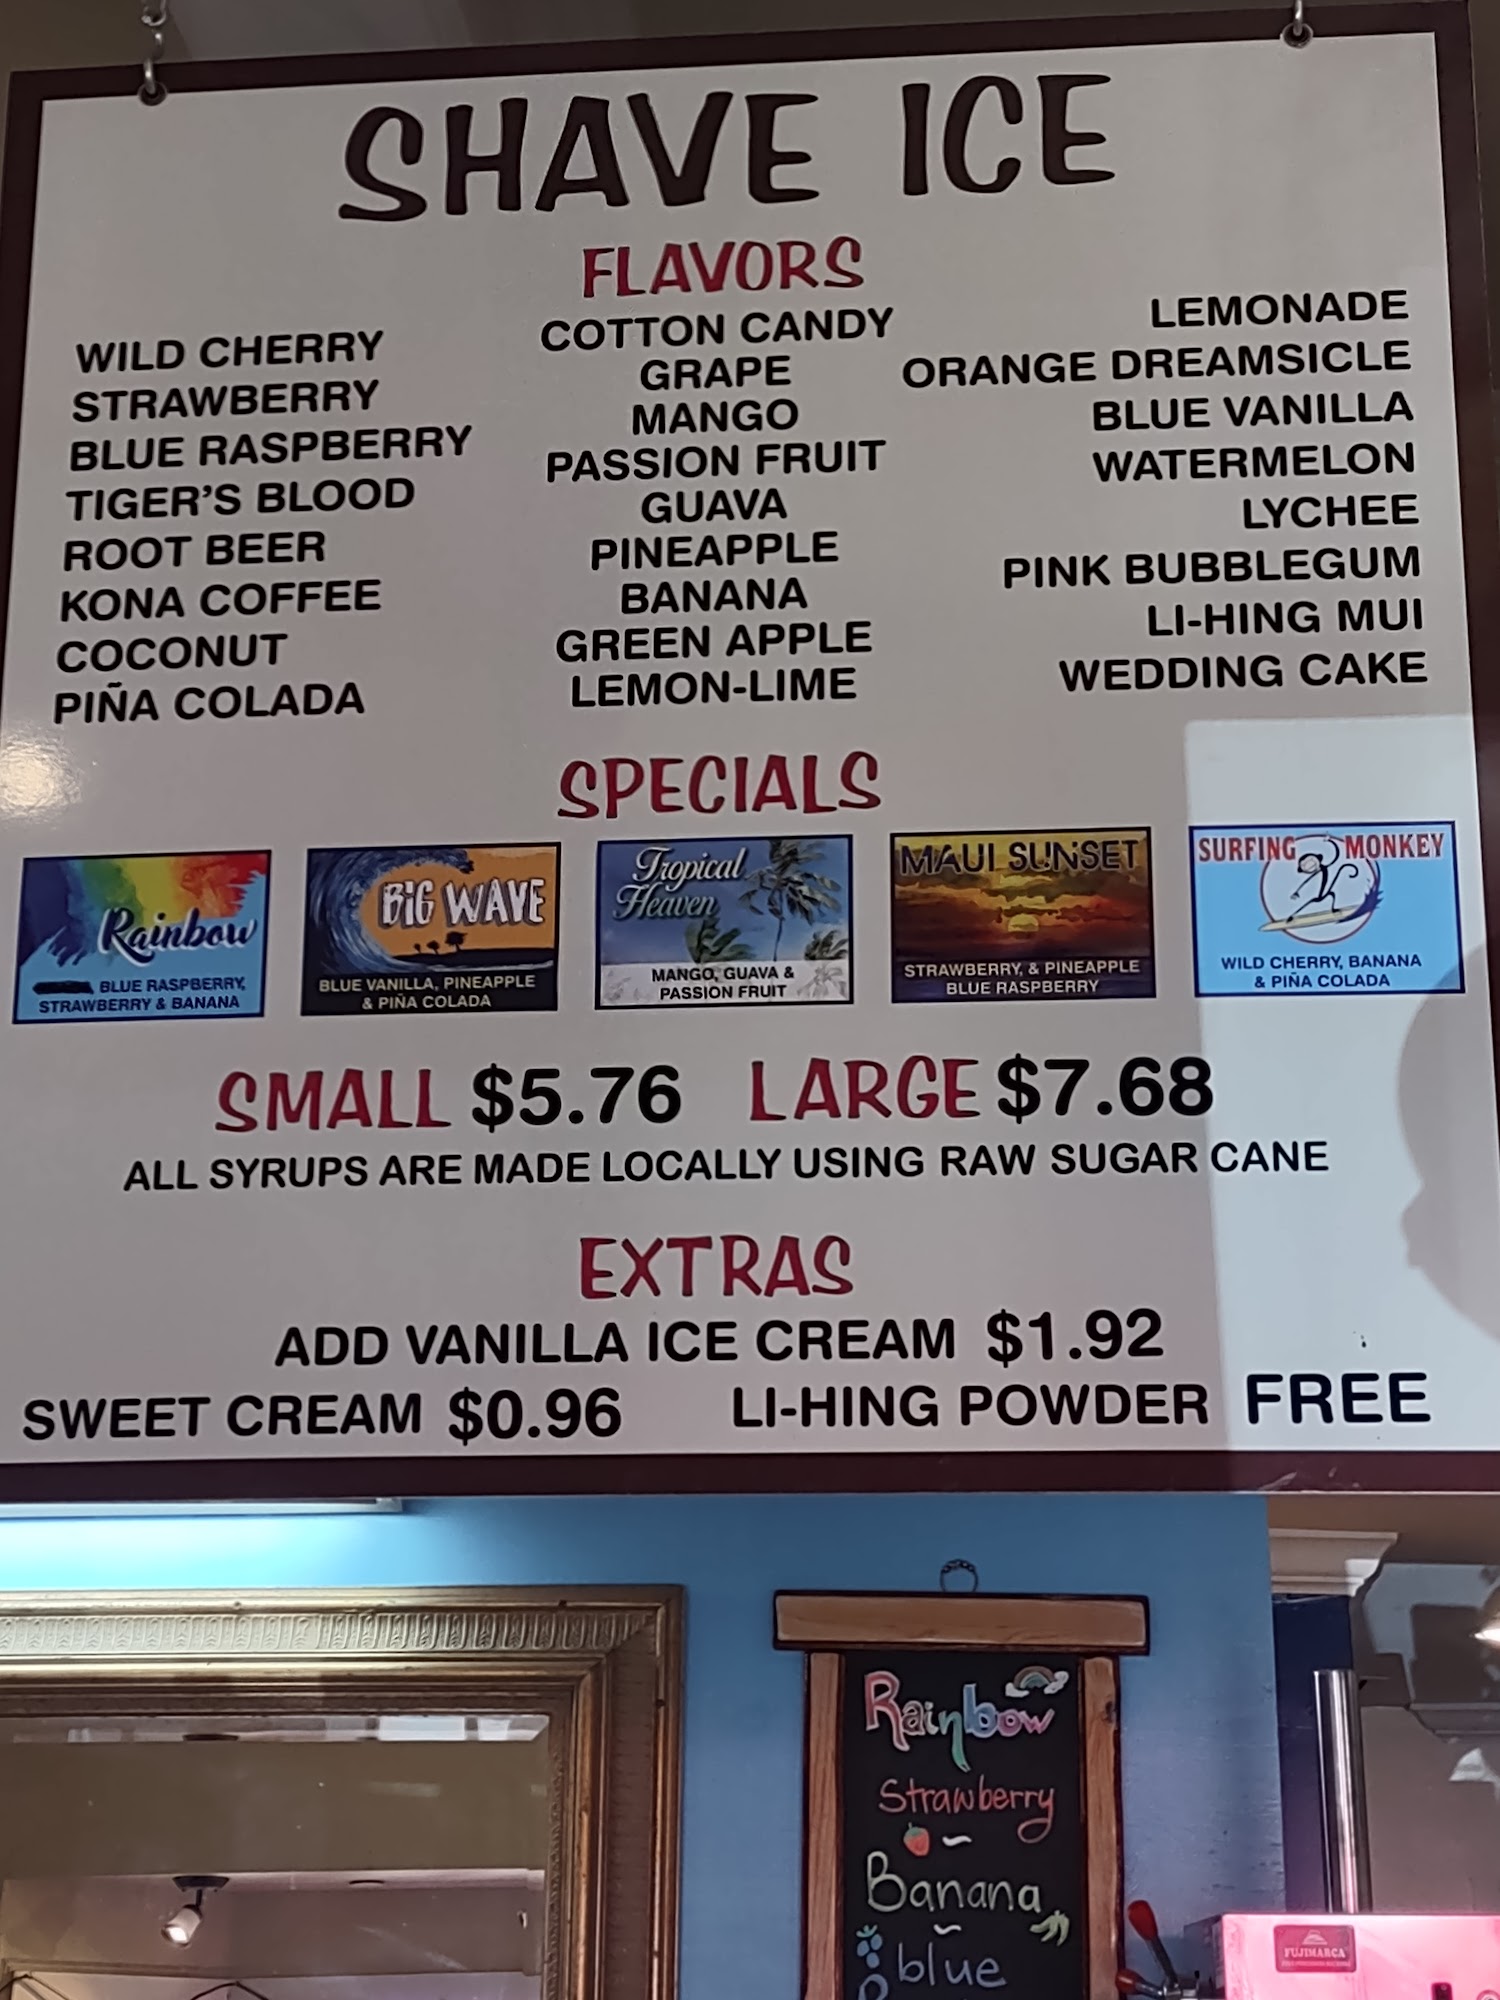 SHAVE ICE
FLAVORS
WILD CHERRY
STRAWBERRY
BLUE RASPBERRY
TIGER'S BLOOD
ROOT BEER
KONA COFFEE
COCONUT
PIÑA COLADA
COTTON CANDY
GRAPE
MANGO
PASSION FRUIT
GUAVA
PINEAPPLE
BANANA
GREEN APPLE
LEMON-LIME
LEMONADE
ORANGE DREAMSICLE
BLUE VANILLA
WATERMELON
LYCHEE
PINK BUBBLEGUM
LI-HING MUI
WEDDING CAKE
SPECIALS
Rainbow
BLUE RASPBERRY,
STRAWBERRY & BANANA
BIG WAVE
BLUE VANILLA, PINEAPPLE
& PIÑA COLADA
Tropical
Heaven
MANGO, GUAVA &
PASSION FRUIT
MAUI SUNSET
STRAWBERRY, & PINEAPPLE
BLUE RASPBERRY
SURFING MONKEY
WILD CHERRY, BANANA
& PIÑA COLADA
SMALL $5.76 LARGE $7.68
ALL SYRUPS ARE MADE LOCALLY USING RAW SUGAR CANE
EXTRAS
ADD VANILLA ICE CREAM $1.92
SWEET CREAM $0.96 LI-HING POWDER FREE
Rainbow
Strawberry
Banana
blue
FUJIMARCA